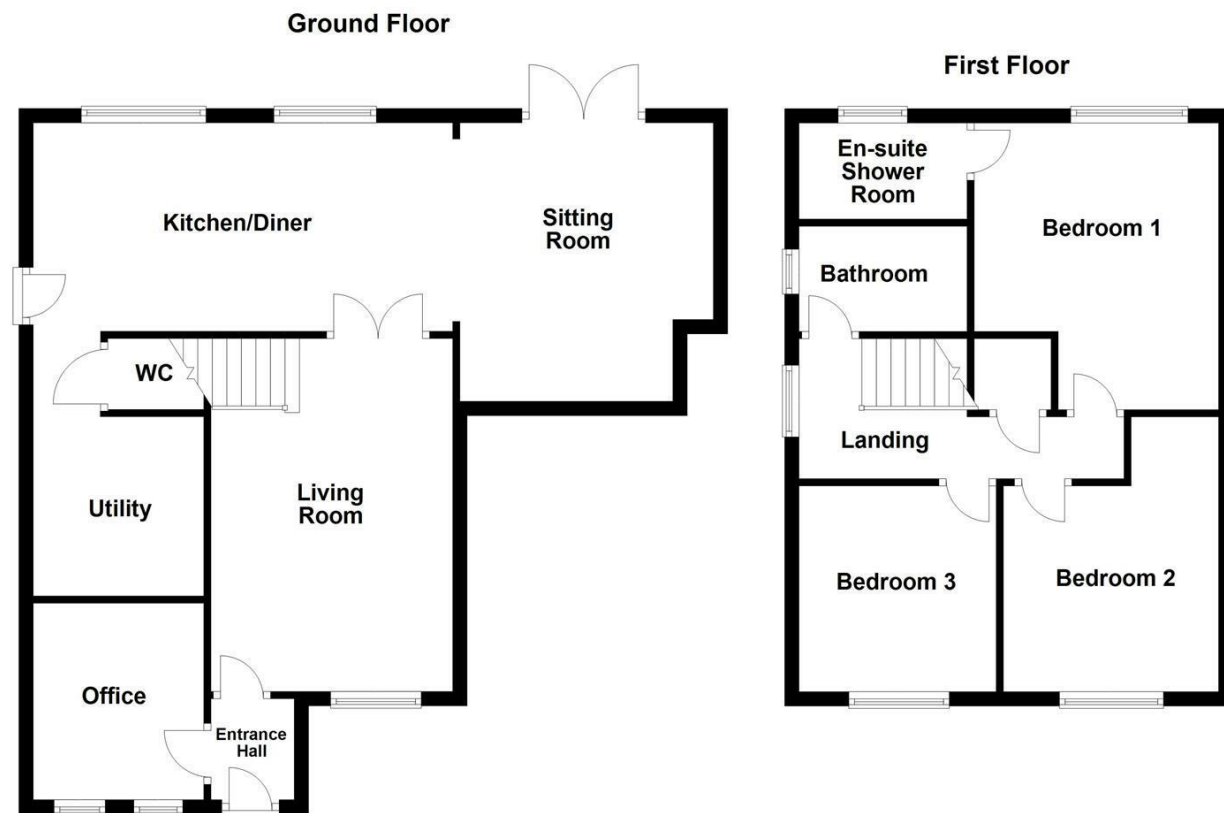 Ground Floor
Kitchen/Diner
Sitting
Room
WC
Utility
Living
Room
Office
Entrance
Hall
First Floor
En-suite
Shower
Room
Bedroom 1
Bathroom
Landing
Bedroom 3
Bedroom 2